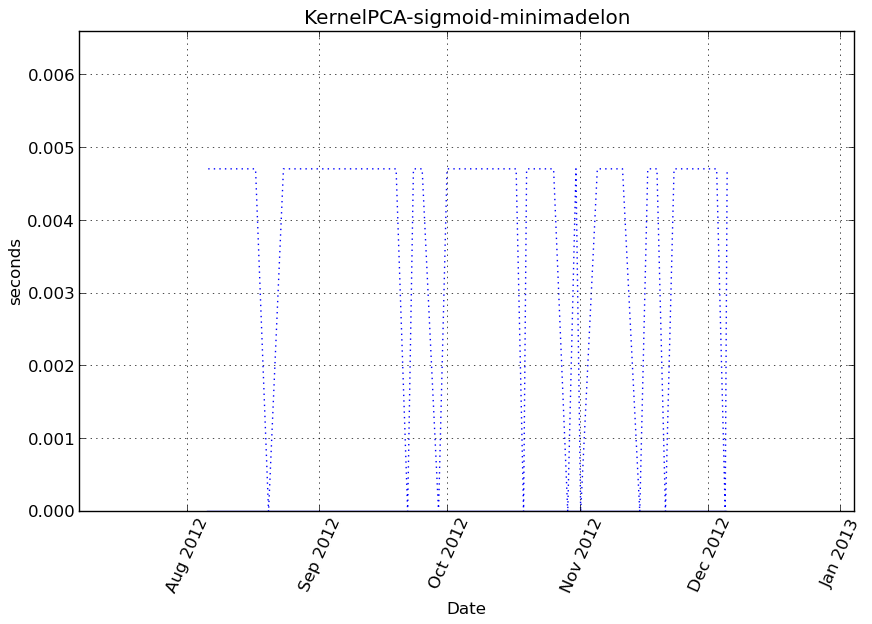 KernelPCA-sigmoid-minimadelon
0.006
0.005
0.004
0.003
0.002
0.001
0.000
seconds
Aug 2012
Sep 2012
Oct 2012
Nov 2012
Dec 2012
Jan 2013
Date